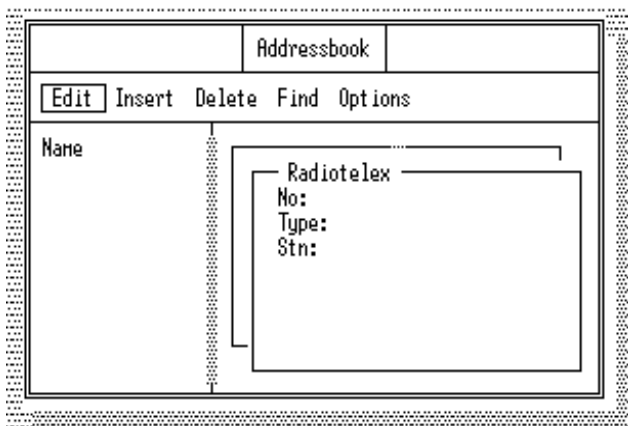 Addressbook
Edit Insert Delete Find Options
Name
Radiotelex
No:
Type:
Stn: